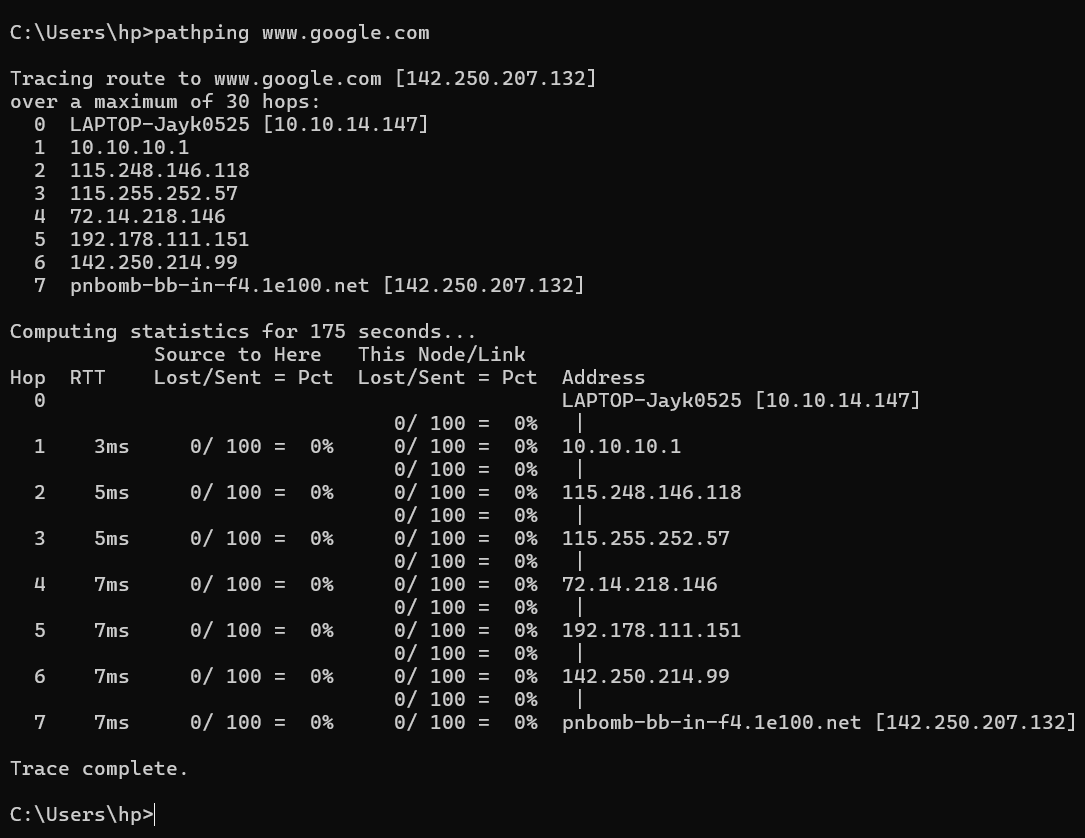 C:\Users\hp>pathping www.google.com
Tracing route to www.google.com [142.250.207.132]
over a maximum of 30 hops:
  0  LAPTOP-Jayk0525 [10.10.14.147]
  1  10.10.10.1
  2  115.248.146.118
  3  115.255.252.57
  4  72.14.218.146
  5  192.178.111.151
  6  142.250.214.99
  7  pnbomb-bb-in-f4.1e100.net [142.250.207.132]
Computing statistics for 175 seconds...
            Source to Here   This Node/Link
Hop  RTT    Lost/Sent = Pct  Lost/Sent = Pct  Address
  0                                           LAPTOP-Jayk0525 [10.10.14.147]
                                0/ 100 =  0%   |
  1    3ms     0/ 100 =  0%     0/ 100 =  0%  10.10.10.1
                                0/ 100 =  0%   |
  2    5ms     0/ 100 =  0%     0/ 100 =  0%  115.248.146.118
                                0/ 100 =  0%   |
  3    5ms     0/ 100 =  0%     0/ 100 =  0%  115.255.252.57
                                0/ 100 =  0%   |
  4    7ms     0/ 100 =  0%     0/ 100 =  0%  72.14.218.146
                                0/ 100 =  0%   |
  5    7ms     0/ 100 =  0%     0/ 100 =  0%  192.178.111.151
                                0/ 100 =  0%   |
  6    7ms     0/ 100 =  0%     0/ 100 =  0%  142.250.214.99
                                0/ 100 =  0%   |
  7    7ms     0/ 100 =  0%     0/ 100 =  0%  pnbomb-bb-in-f4.1e100.net [142.250.207.132]
Trace complete.
C:\Users\hp>